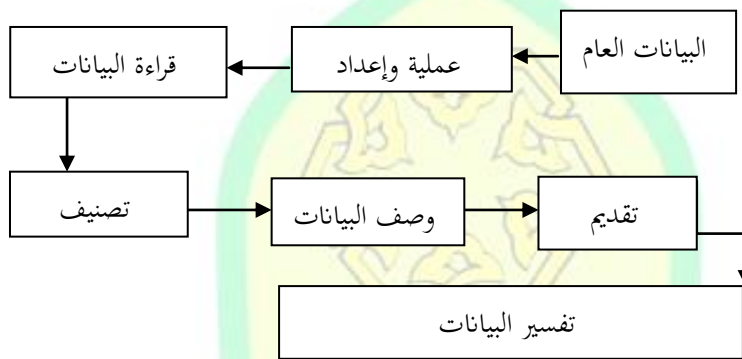 البيانات العام
عملية وإعداد
قراءة البيانات
تصنيف
وصف البيانات
تقديم
تفسير البيانات